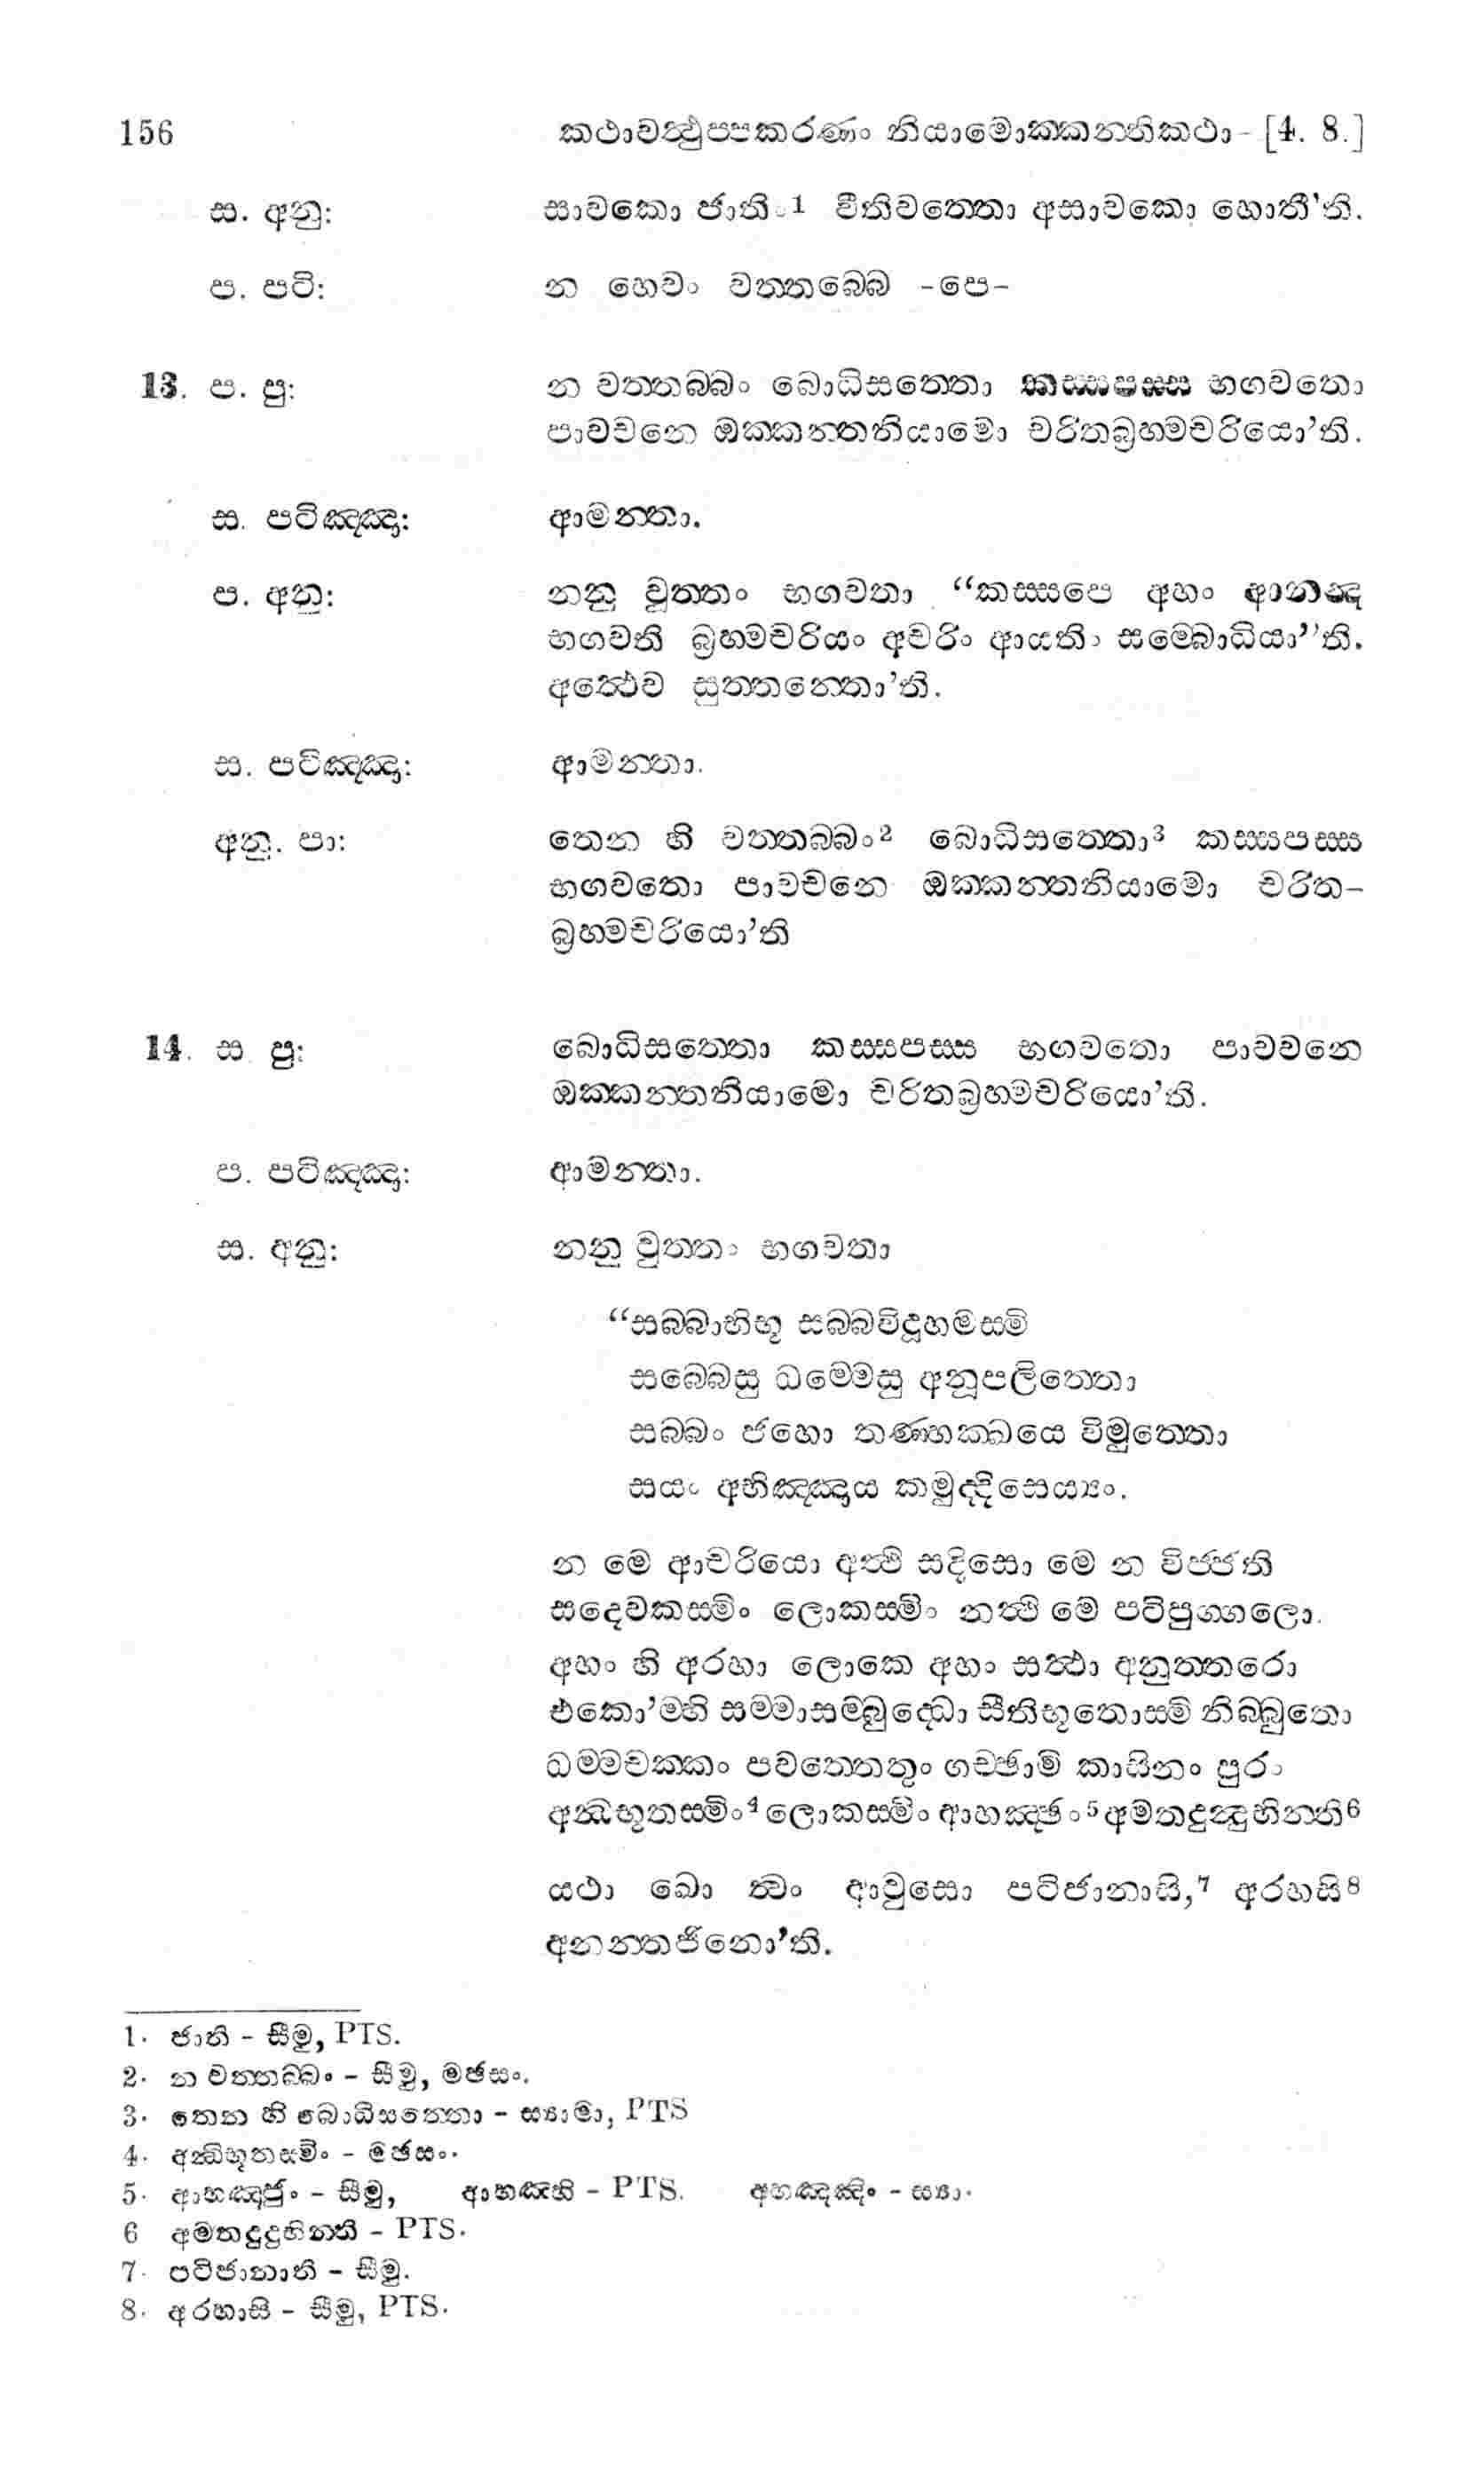 156 කථාවත්‍ථුප‍්පකරණං නියාමොක‍්කන‍්තිකථා - [4. 8.]
ස. අනු: සාවකො ජාතිං1 වීතිවත‍්තො අසාවකො හොතී’ති.
ප. පටි: න හෙවං වත‍්තබ‍්බෙ -පෙ-
13. ප. පු: න වත‍්තබ‍්බං බොධිසත‍්තො කස‍්සපස‍්ස භගවතො
පාවචනෙ ඔක‍්කන‍්තනියාමො චරිතබ්‍රහ‍්මචරියො’ති.
ස. පටිඤ‍්ඤා: ආමන‍්තා.
ප. අනු: නනු වුත‍්තං භගවතා “කස‍්සපෙ අහං ආනන්‍ද
භගවති බ්‍රහ‍්මචරියං අචරිං ආයතිං සම‍්බොධියා”ති.
අත්‍ථෙව සුත‍්තන‍්තො’ති.
ස. පටිඤ‍්ඤා: ආමන‍්තා.
අනු. පා: තෙන හි වත‍්තබ‍්බං2 බොධිසත‍්තො3 කස‍්සපස‍්ස
භගවතො පාවචනෙ ඔක‍්කන‍්තනියාමො චරිත-
බ්‍රහ‍්මචරියො’ති
14. ස පු: බොධිසත‍්තො කස‍්සපස‍්ස භගවතො පාවචනෙ
ඔක‍්කන‍්තනියාමො චරිතබ්‍රහ‍්මචරියො’ති.
ප. පටිඤ‍්ඤා: ආමන‍්තා.
ස. අනු: නනු වුත‍්තං භගවතා
“සබ‍්බාභිභූ සබ‍්බවිදූහමස‍්මි
සබ‍්බෙසු ධම‍්මෙසු අනූපලිත‍්තො
සබ‍්බං ජහො තණ‍්හක‍්ඛයෙ විමුත‍්තො
සයං අභිඤ‍්ඤාය කමුද‍්දිසෙය්‍යං.
න මෙ ආචරියො අත්‍ථි සදිසො මෙ න විජ‍්ජති
සදෙවකස‍්මිං ලොකස‍්මිං නත්‍ථි මෙ පටිපුග‍්ගලො.
අහං හි අරහා ලොකෙ අහං සත්‍ථා අනුත‍්තරො
එකො’ම‍්හි සම‍්මාසම‍්බුද‍්ධො සීතිභූතොස‍්මි නිබ‍්බුතො
ධම‍්මචක‍්කං පවත‍්තෙතුං ගච‍්ඡාමි කාසිනං පුරං
අන්‍ධභූතස‍්මිං4 ලොකස‍්මිං ආහඤ‍්ඡං5 අමතදුන්‍දුභින‍්ති6
යථා ඛො ත්‍වං ආවුසො පටිජානාසි,7 අරහසි8
අනන‍්තජිනො’ති.
1. ජාති - සීමු, PTS.
2. න වත‍්තබ‍්බං - සීමු, මජසං.
3. තෙන හි බොධිසත‍්තො - ස්‍යාමා, PTS
4. අන්‍ධීභූතස‍්මිං - මජසං.
5. ආහඤ‍්ජුං - සීමු, ආහඤ‍්හි - PTS. අහඤ‍්ඤිං - ස්‍යා.
6 අමතදුද‍්රභින‍්ති - PTS.
7. පටිජානාති - සීමු.
8. අරහාසි - සීමු, PTS.